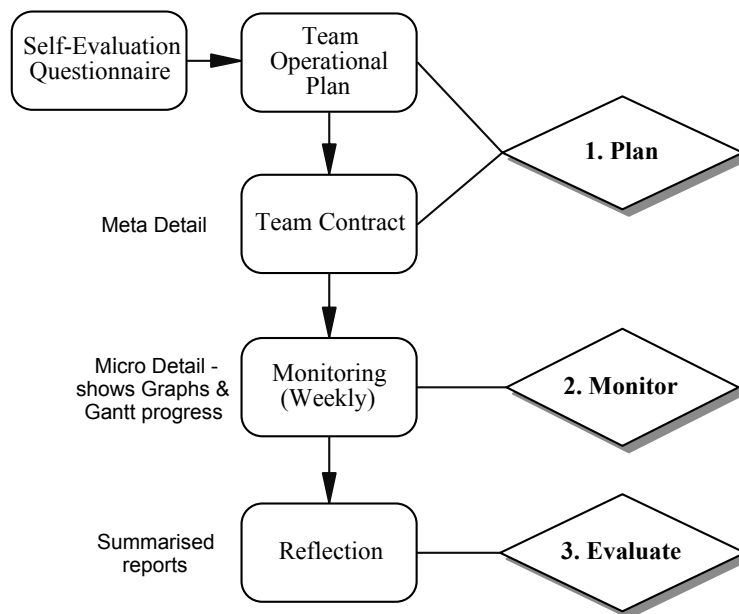 Self-Evaluation
Questionnaire
Team
Operational
Plan
1. Plan
Meta Detail
Team Contract
Micro Detail -
shows Graphs &
Gantt progress
Monitoring
(Weekly)
2. Monitor
Summarised
reports
Reflection
3. Evaluate